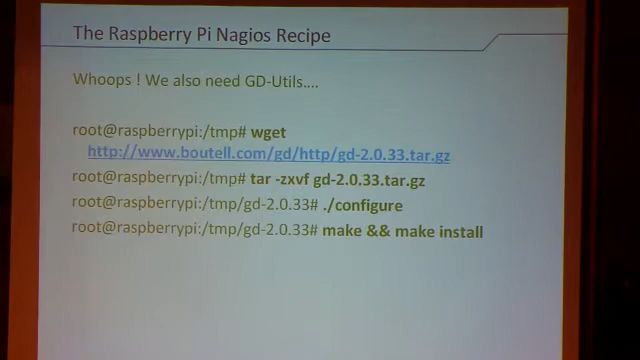 The Raspberry Pi Nagios Recipe
Whoops ! We also need GD-Utils....
root@raspberrypi:/tmp# wget
http://www.boutell.com/gd/http/gd-2.0.33.tar.gz
root@raspberrypi:/tmp# tar -zxvf gd-2.0.33.tar.gz
root@raspberrypi:/tmp/gd-2.0.33# ./configure
root@raspberrypi:/tmp/gd-2.0.33# make && make install